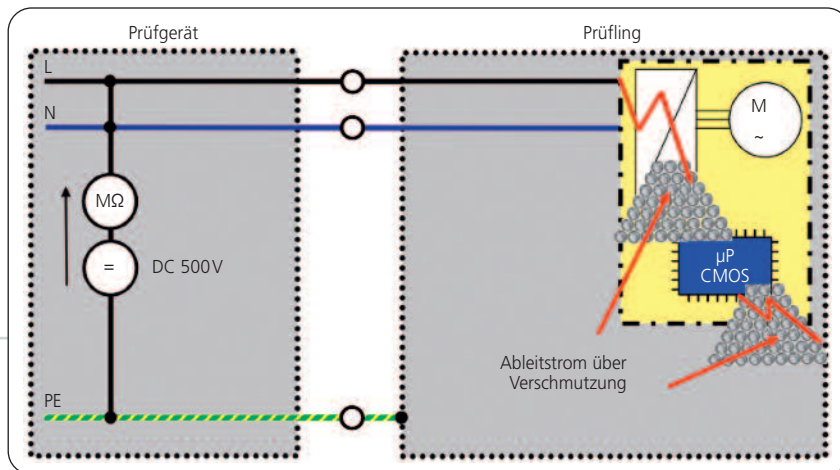 Prüfgerät
Prüfling
L
N
M
~
MΩ
=
DC 500V
µP
CMOS
Ableitstrom über
Verschmutzung
PE